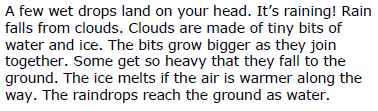 A few wet drops land on your head. It’s raining! Rain
falls from clouds. Clouds are made of tiny bits of
water and ice. The bits grow bigger as they join
together. Some get so heavy that they fall to the
ground. The ice melts if the air is warmer along the
way. The raindrops reach the ground as water.